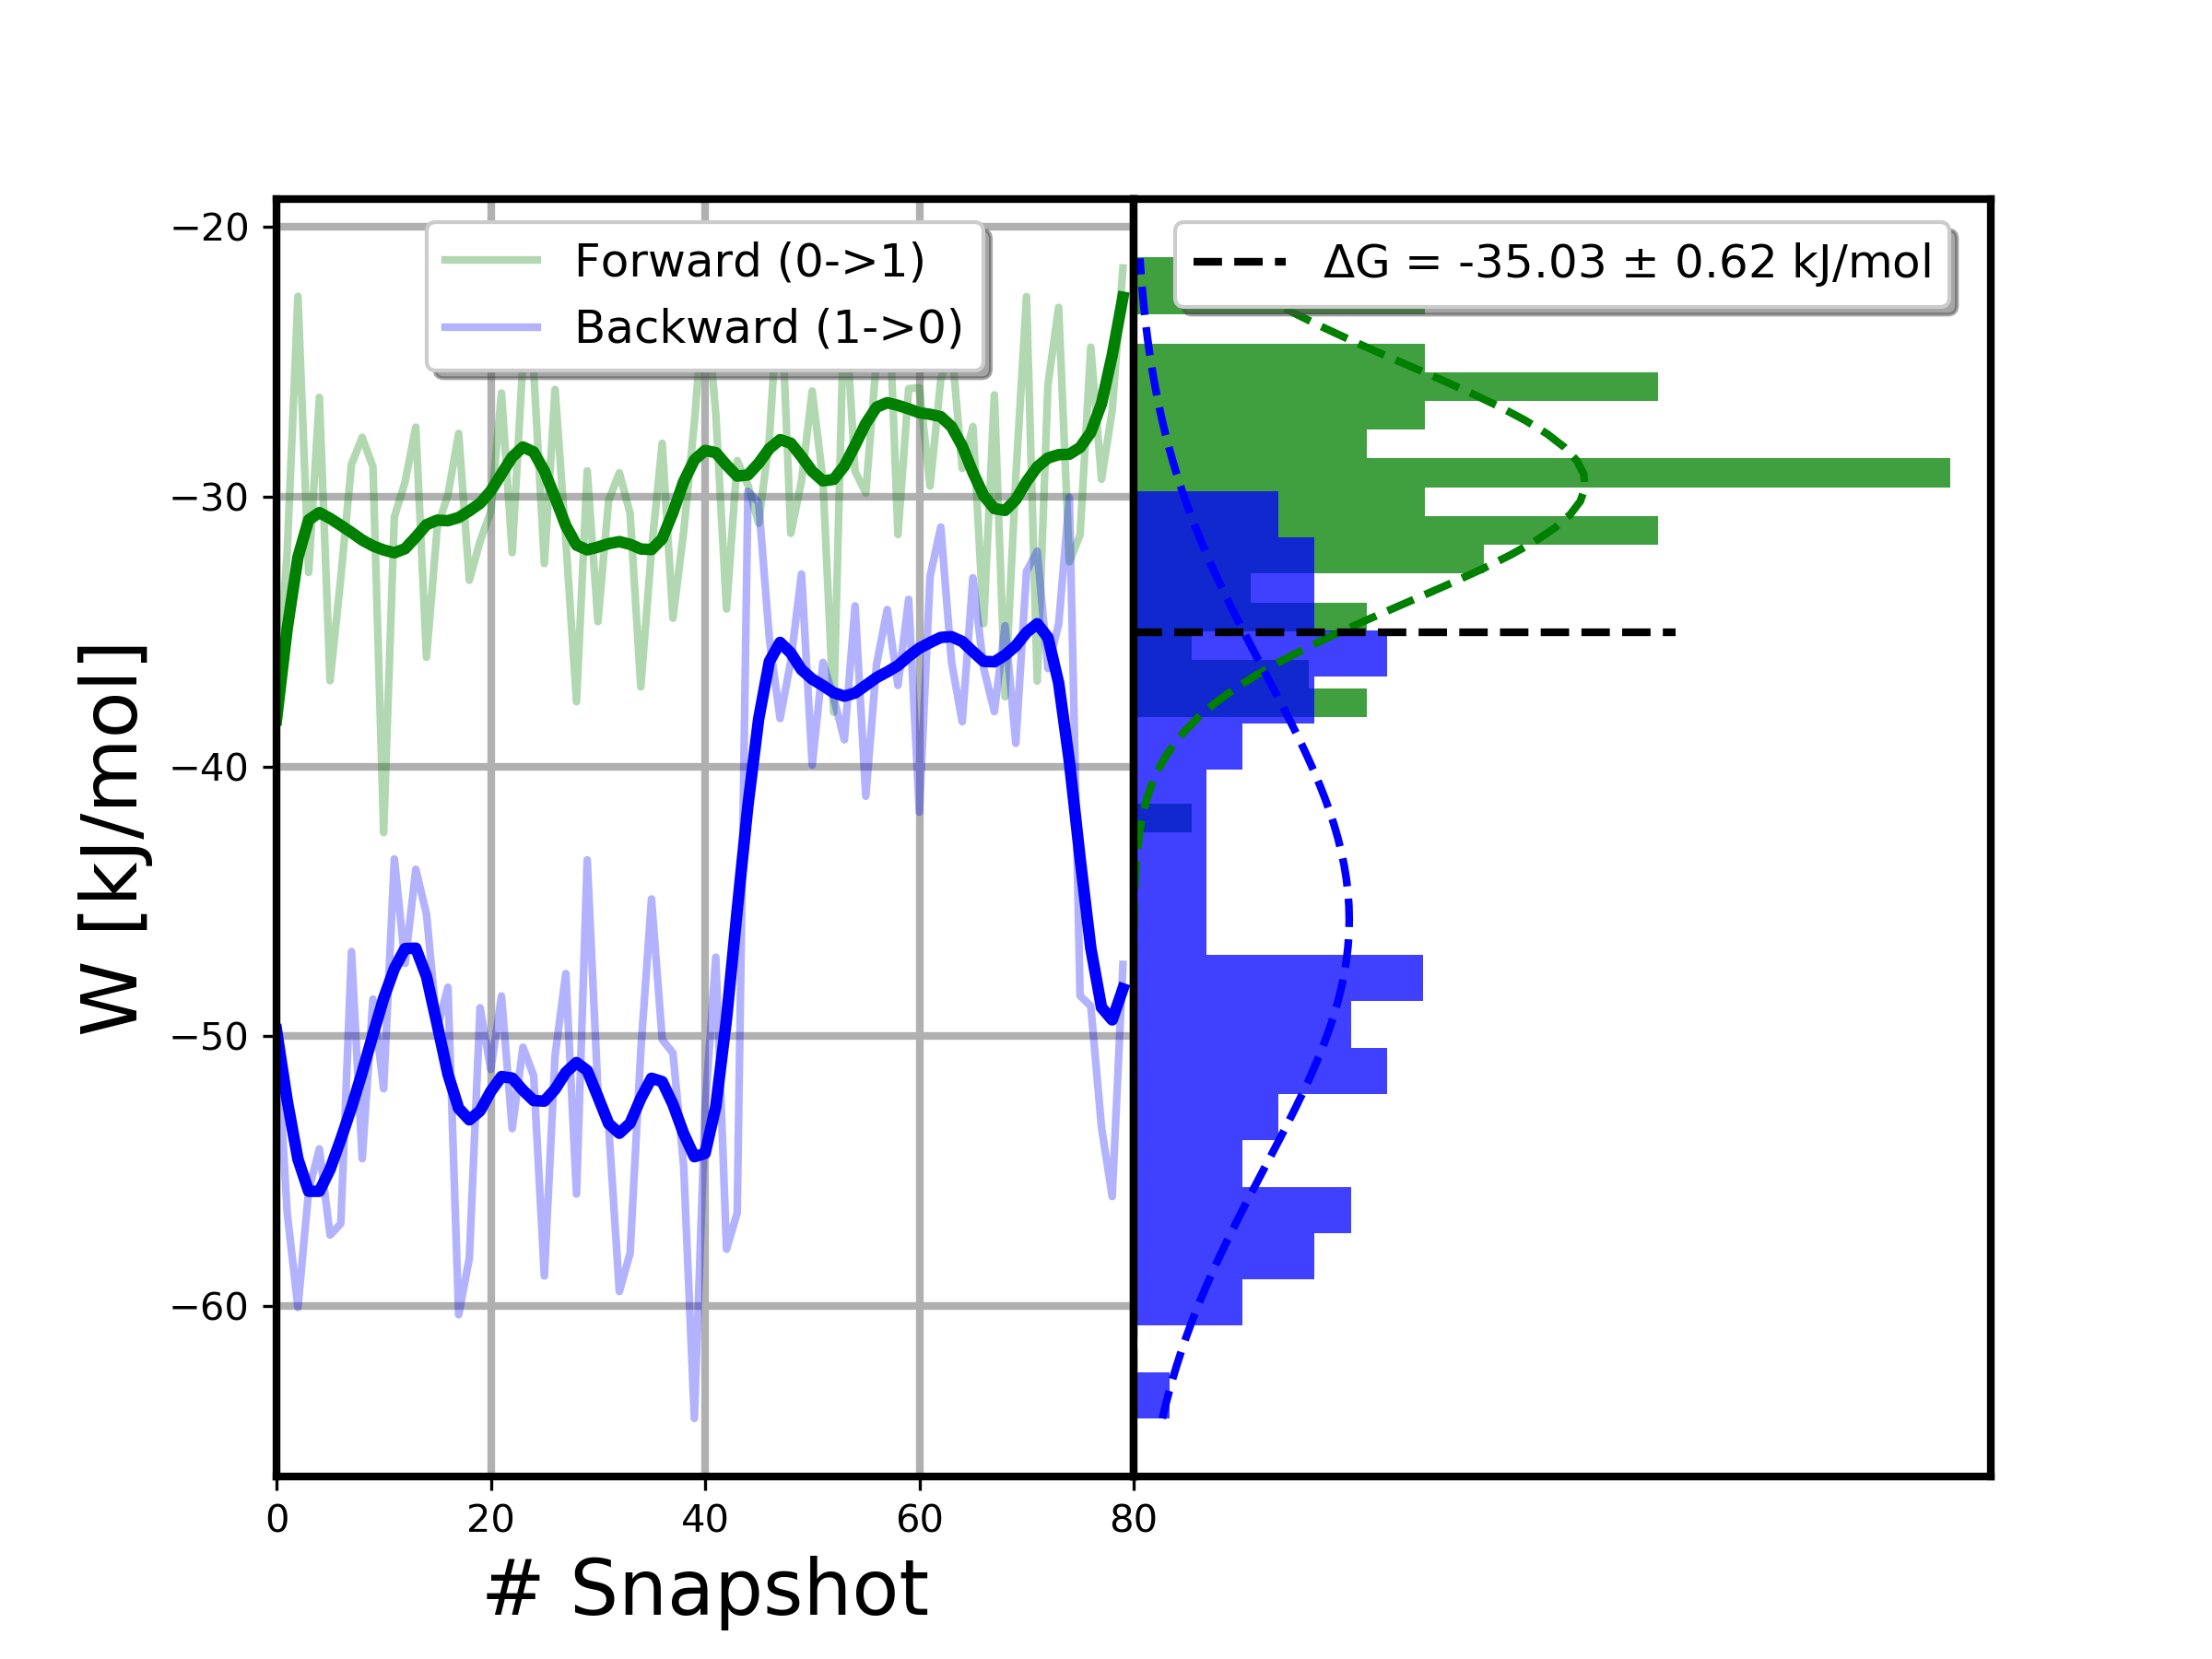 Forward (0->1)
Backward (1->0)
ΔG = -35.03 ± 0.62 kJ/mol
−20
−30
−40
−50
−60
W [kJ/mol]
0
20
40
60
80
# Snapshot